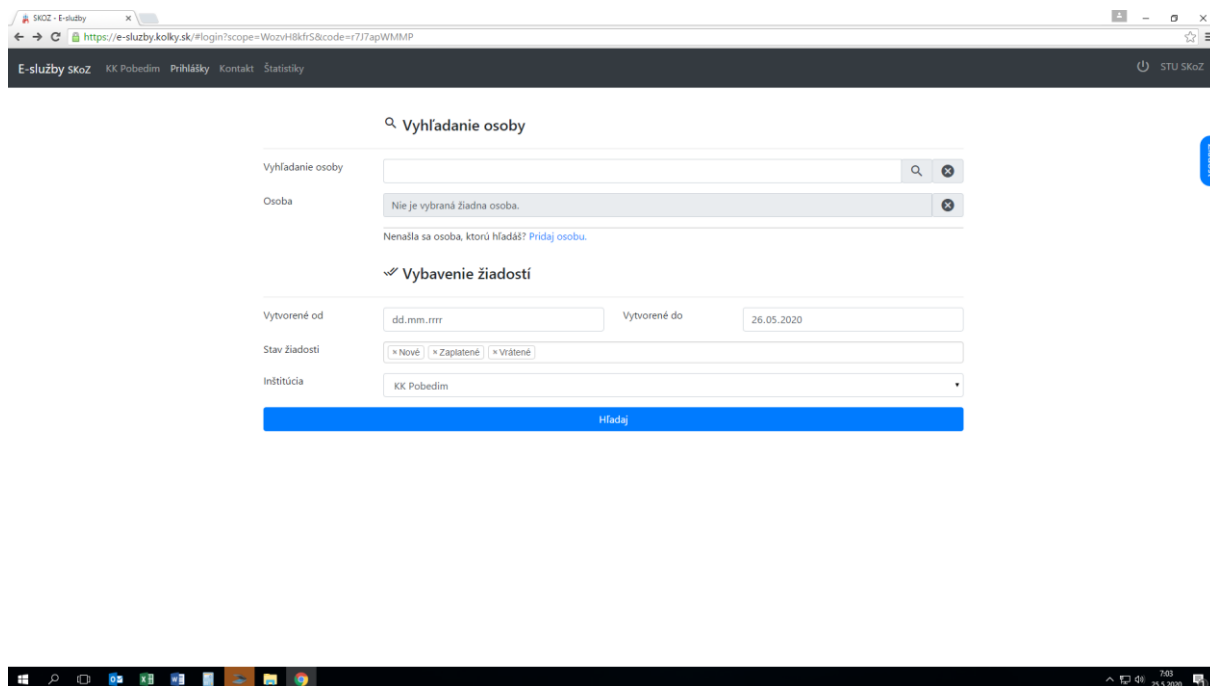 SKOZ - E-služby
https://e-sluzby.kolky.sk/#login?scope=WozvH8kfrS&code=r7J7apWMMP
E-služby SKoZ KK Pobedim Prihlášky Kontakt Štatistiky STU SKoZ
Vyhľadanie osoby
Vyhľadanie osoby
Osoba Nie je vybraná žiadna osoba.
Nenašla sa osoba, ktorú hľadáš? Pridaj osobu.
Vybavenie žiadostí
Vytvorené od dd.mm.rrrr Vytvorené do 26.05.2020
Stav žiadosti × Nové × Zaplatené × Vrátené
Inštitúcia KK Pobedim
Hľadaj
7:03
25.5.2020